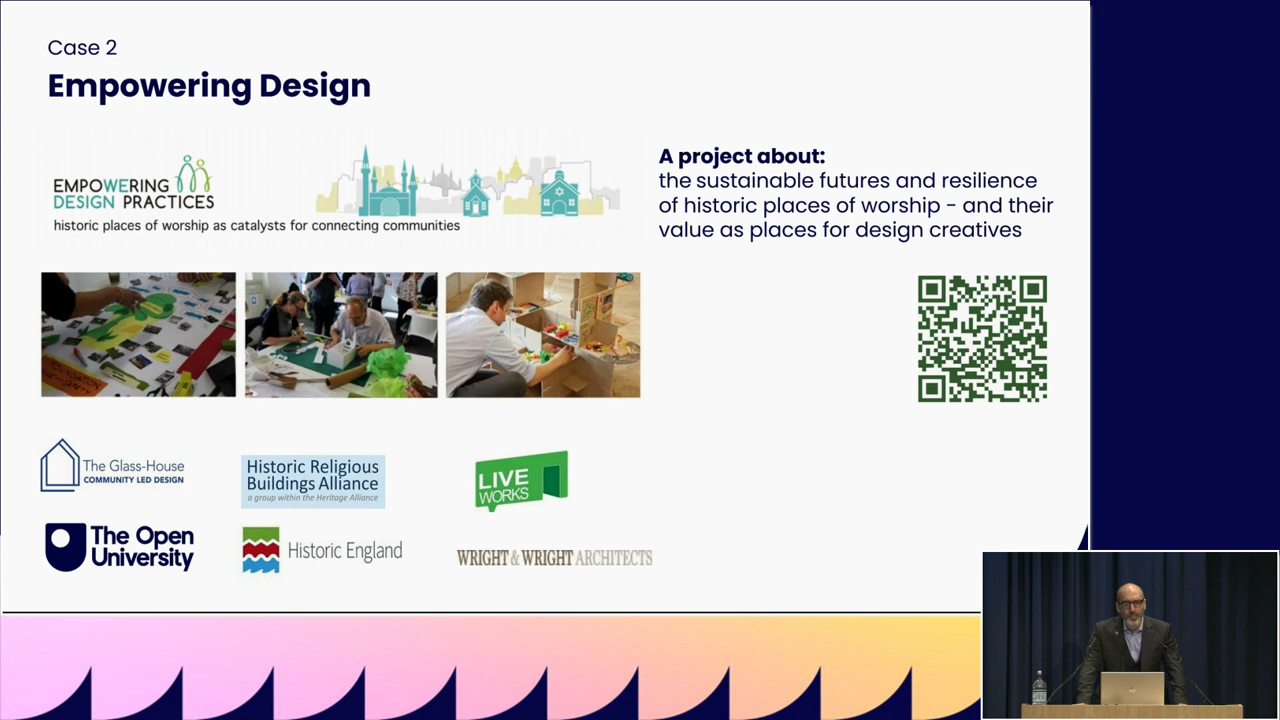 Case 2
Empowering Design
EMPOWERING
DESIGN PRACTICES
historic places of worship as catalysts for connecting communities
A project about:
the sustainable futures and resilience
of historic places of worship - and their
value as places for design creatives
The Glass-House
COMMUNITY LED DESIGN
Historic Religious
Buildings Alliance
a group within the Heritage Alliance
LIVE
WORKS
The Open
University
Historic England
WRIGHT & WRIGHT ARCHITECTS